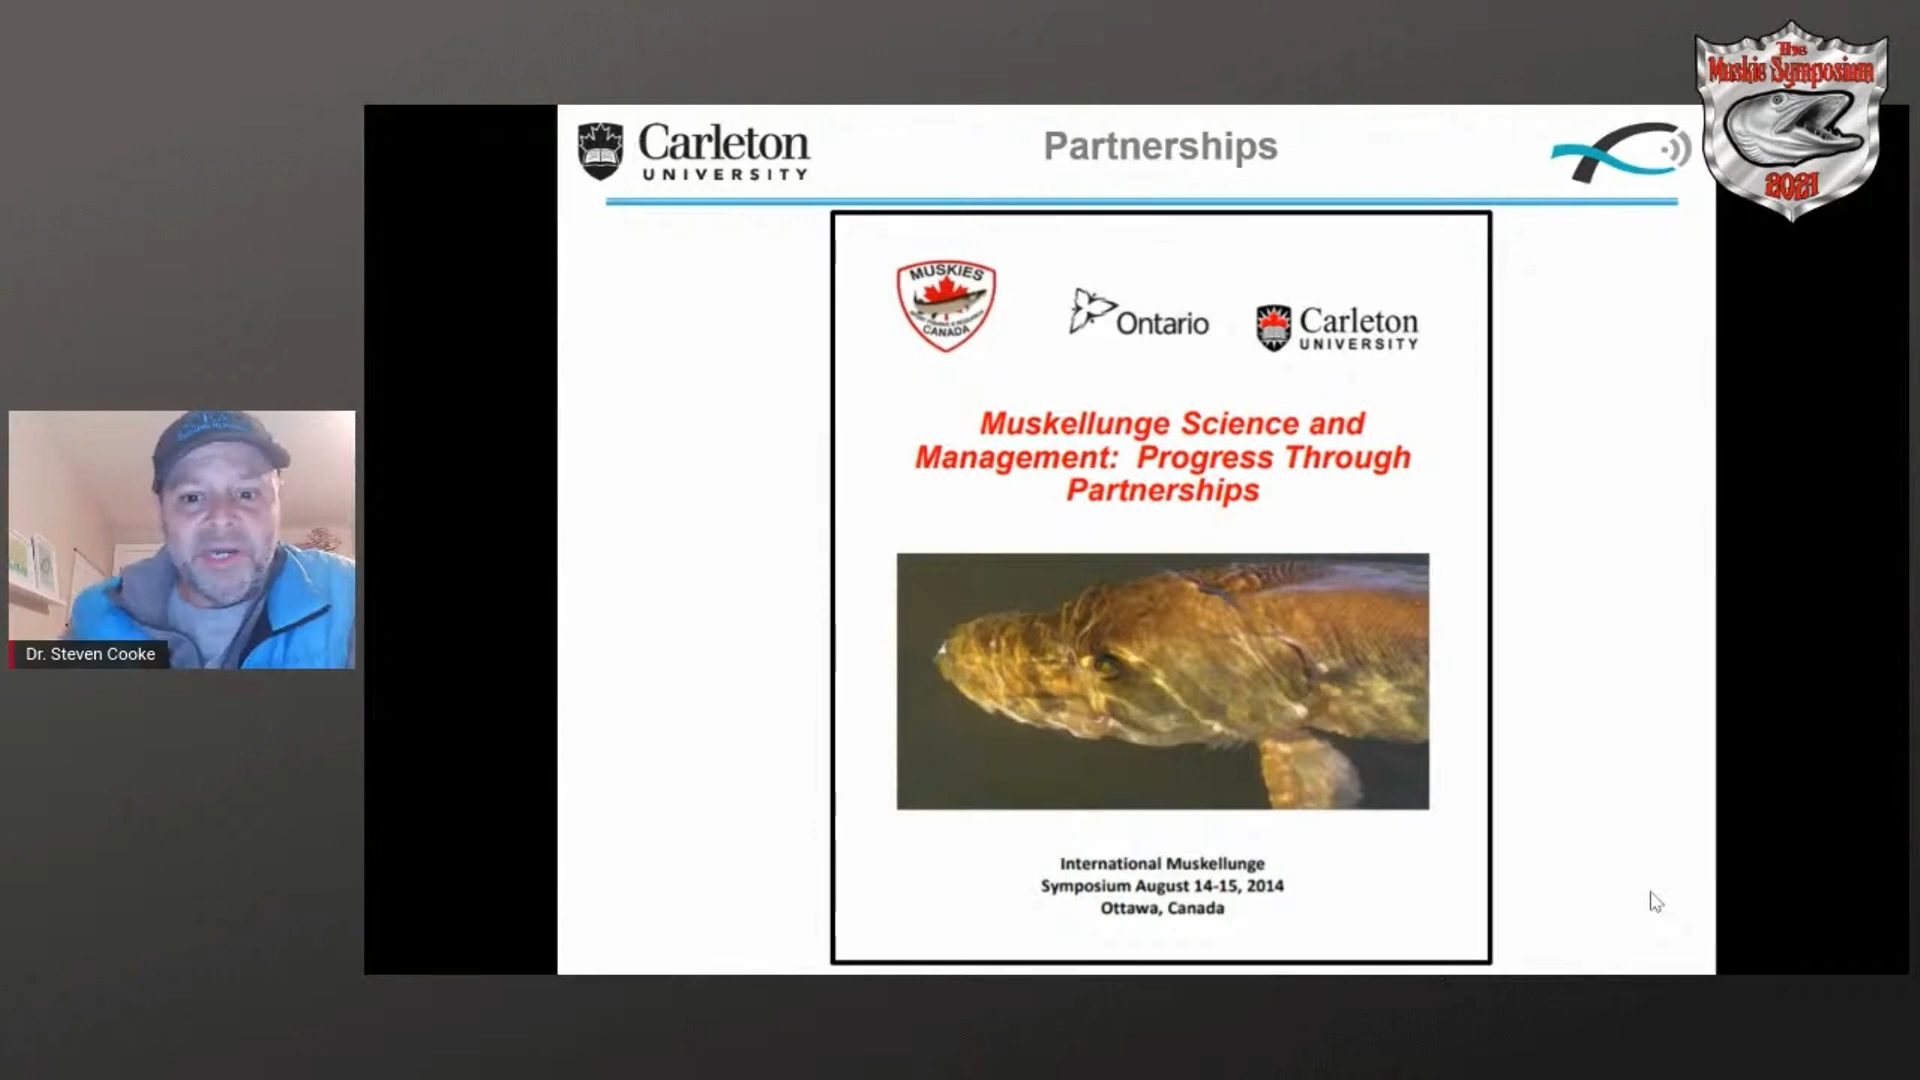 The
Muskie Symposium
2021
Carleton
UNIVERSITY
Partnerships
MUSKIES
CANADA
Ontario
Carleton
UNIVERSITY
Muskellunge Science and
Management: Progress Through
Partnerships
International Muskellunge
Symposium August 14-15, 2014
Ottawa, Canada
Dr. Steven Cooke